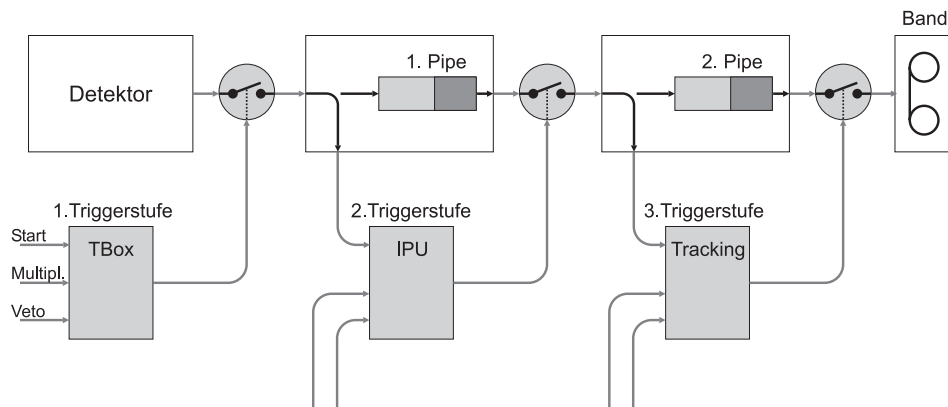 Band
1. Pipe
2. Pipe
Detektor
1.Triggerstufe
2.Triggerstufe
3.Triggerstufe
Start
TBox
IPU
Tracking
Multipl.
Veto